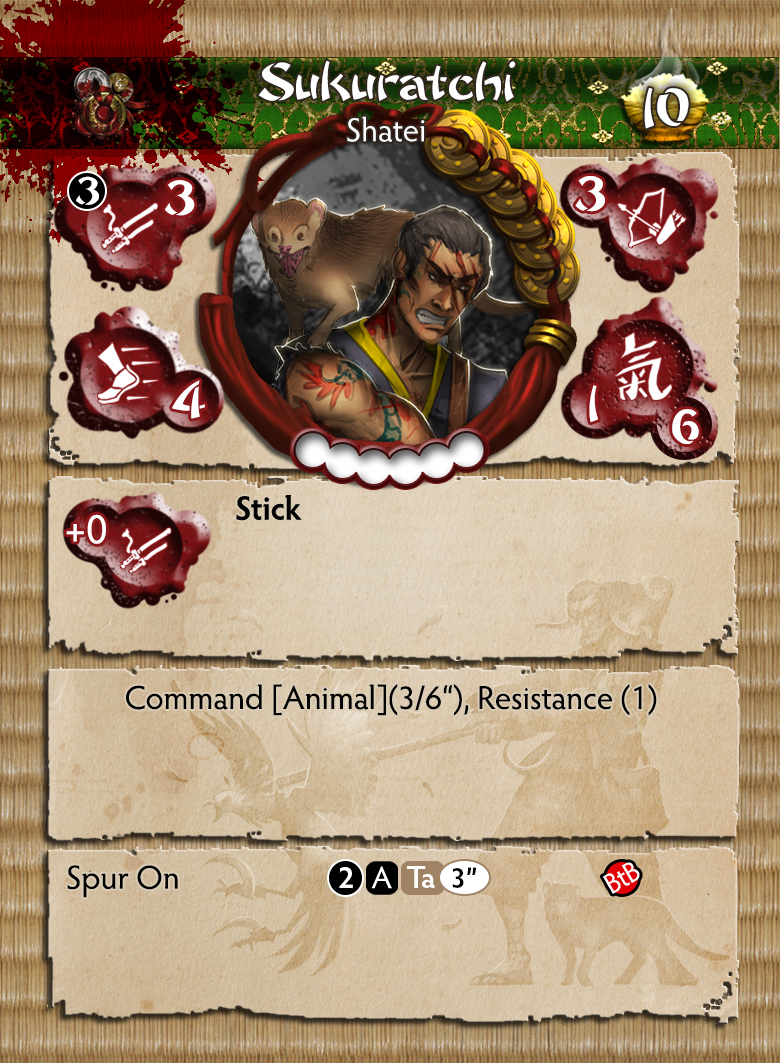 Sukuratchi
10
Shatei
3 3
3
4
氣
1 6
+0
Stick
Command [Animal](3/6"), Resistance (1)
Spur On 2 A Ta 3" BtB